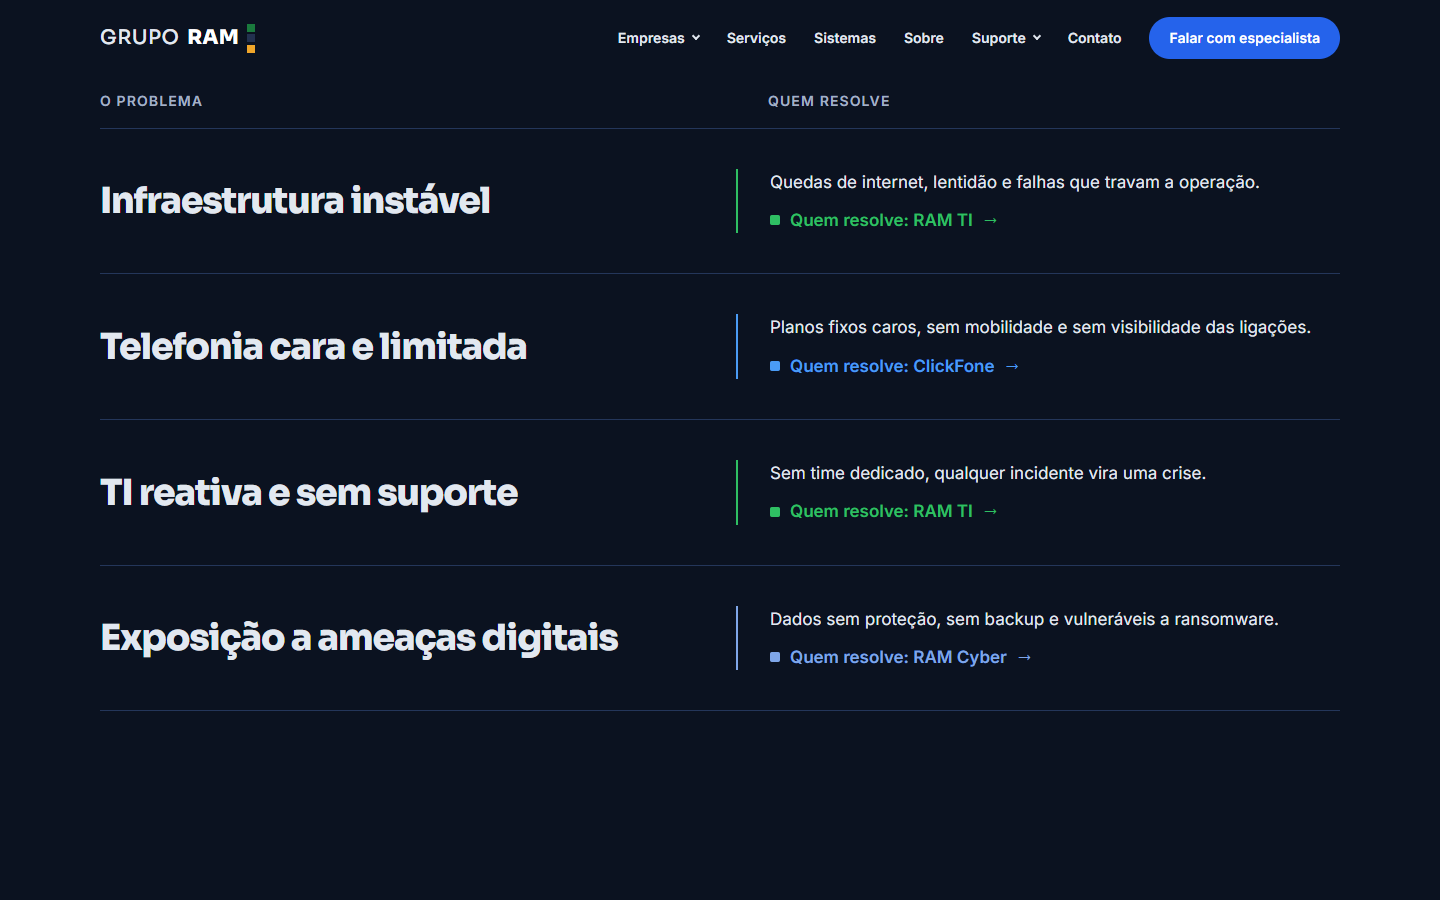 GRUPO RAM
Empresas Serviços Sistemas Sobre Suporte Contato Falar com especialista
O PROBLEMA QUEM RESOLVE
Infraestrutura instável
Quedas de internet, lentidão e falhas que travam a operação.
Quem resolve: RAM TI →
Telefonia cara e limitada
Planos fixos caros, sem mobilidade e sem visibilidade das ligações.
Quem resolve: ClickFone →
TI reativa e sem suporte
Sem time dedicado, qualquer incidente vira uma crise.
Quem resolve: RAM TI →
Exposição a ameaças digitais
Dados sem proteção, sem backup e vulneráveis a ransomware.
Quem resolve: RAM Cyber →